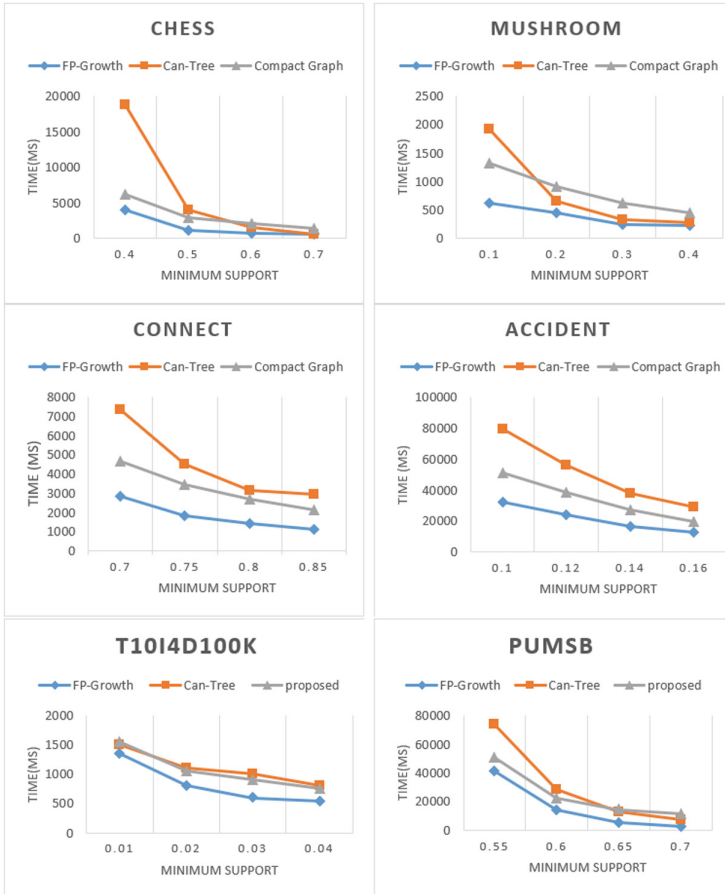 CHESS
FP-Growth Can-Tree Compact Graph
20000
15000
10000
5000
0
TIME(MS)
0.4 0.5 0.6 0.7
MINIMUM SUPPORT
MUSHROOM
FP-Growth Can-Tree Compact Graph
2500
2000
1500
1000
500
0
TIME(MS)
0.1 0.2 0.3 0.4
MINIMUM SUPPORT
CONNECT
FP-Growth Can-Tree Compact Graph
8000
7000
6000
5000
4000
3000
2000
1000
0
TIME (MS)
0.7 0.75 0.8 0.85
MINIMUM SUPPORT
ACCIDENT
FP-Growth Can-Tree Compact Graph
100000
80000
60000
40000
20000
0
TIME (MS)
0.1 0.12 0.14 0.16
MINIMUM SUPPORT
T10I4D100K
FP-Growth Can-Tree proposed
2000
1500
1000
500
0
TIME(MS)
0.01 0.02 0.03 0.04
MINIMUM SUPPORT
PUMSB
FP-Growth Can-Tree proposed
80000
60000
40000
20000
0
TIME(MS)
0.55 0.6 0.65 0.7
MINIMUM SUPPORT